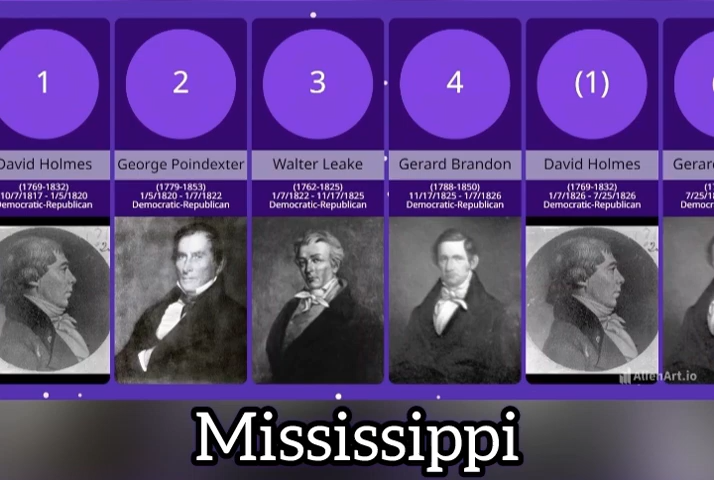 1
David Holmes
(1769-1832)
10/7/1817 - 1/5/1820
Democratic-Republican
2
George Poindexter
(1779-1853)
1/5/1820 - 1/7/1822
Democratic-Republican
3
Walter Leake
(1762-1825)
1/7/1822 - 11/17/1825
Democratic-Republican
4
Gerard Brandon
(1788-1850)
11/17/1825 - 1/7/1826
Democratic-Republican
(1)
David Holmes
(1769-1832)
1/7/1826 - 7/25/1826
Democratic-Republican
AllenArt.io
Mississippi